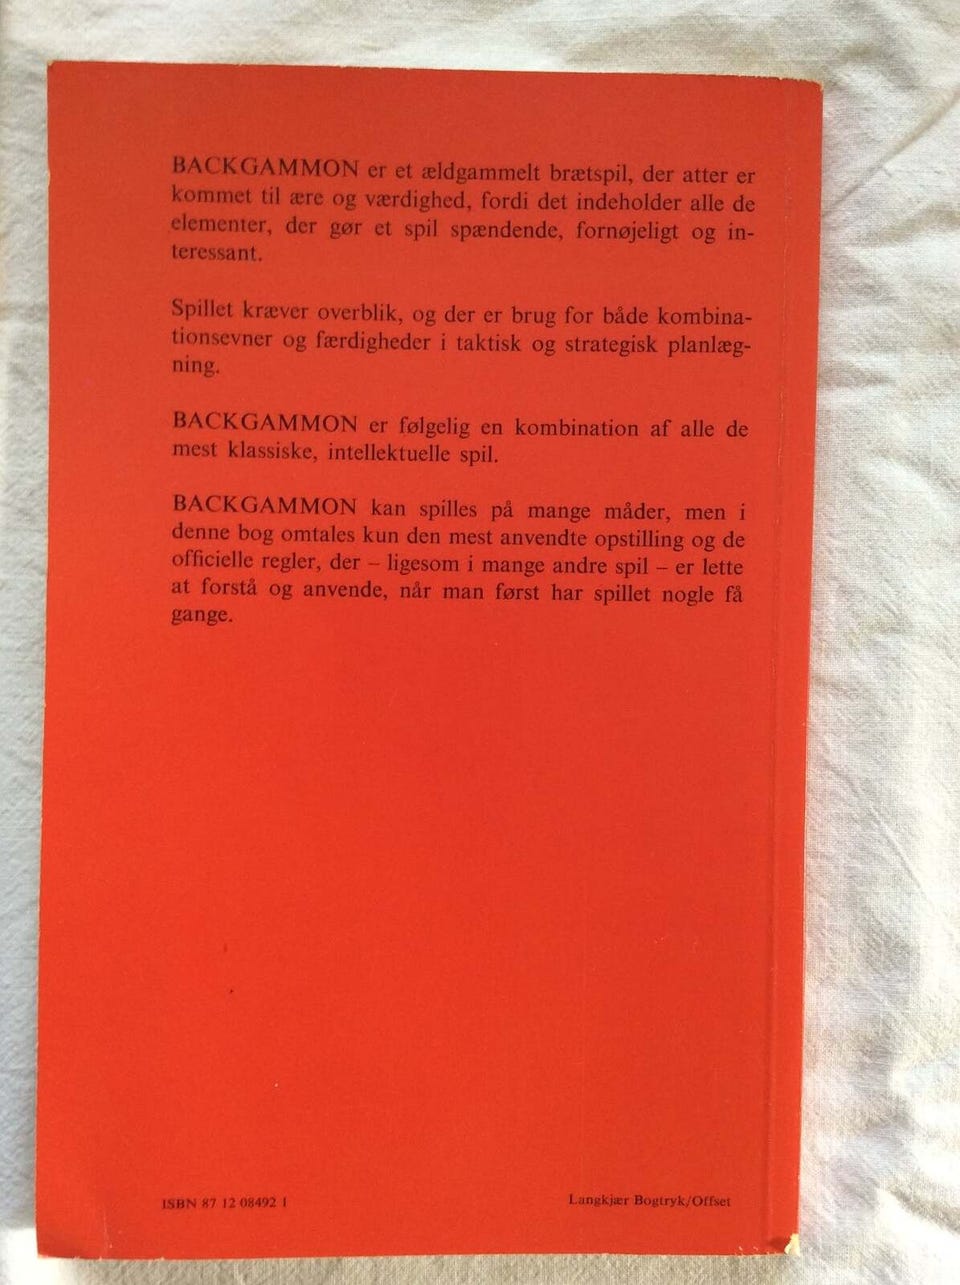 BACKGAMMON er et ældgammelt brætspil, der atter er
kommet til ære og værdighed, fordi det indeholder alle de
elementer, der gør et spil spændende, fornøjeligt og in-
teressant.
Spillet kræver overblik, og der er brug for både kombina-
tionsevner og færdigheder i taktisk og strategisk planlæg-
ning.
BACKGAMMON er følgelig en kombination af alle de
mest klassiske, intellektuelle spil.
BACKGAMMON kan spilles på mange måder, men i
denne bog omtales kun den mest anvendte opstilling og de
officielle regler, der – ligesom i mange andre spil – er lette
at forstå og anvende, når man først har spillet nogle få
gange.
ISBN 87 12 08492 1
Langkjær Bogtryk/Offset